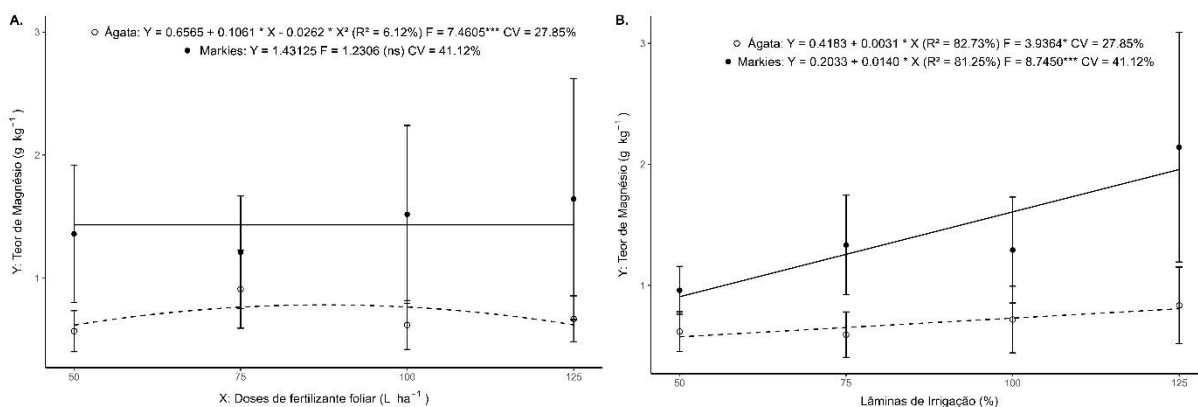 A.
Ágata: Y = 0.6565 + 0.1061 * X - 0.0262 * X² (R² = 6.12%) F = 7.4605*** CV = 27.85%
Markies: Y = 1.43125 F = 1.2306 (ns) CV = 41.12%
Y: Teor de Magnésio (g kg⁻¹)
3
2
1
50 75 100 125
X: Doses de fertilizante foliar (L ha⁻¹)
B.
Ágata: Y = 0.4183 + 0.0031 * X (R² = 82.73%) F = 3.9364* CV = 27.85%
Markies: Y = 0.2033 + 0.0140 * X (R² = 81.25%) F = 8.7450*** CV = 41.12%
Y: Teor de Magnésio (g kg⁻¹)
3
2
1
50 75 100 125
Lâminas de Irrigação (%)